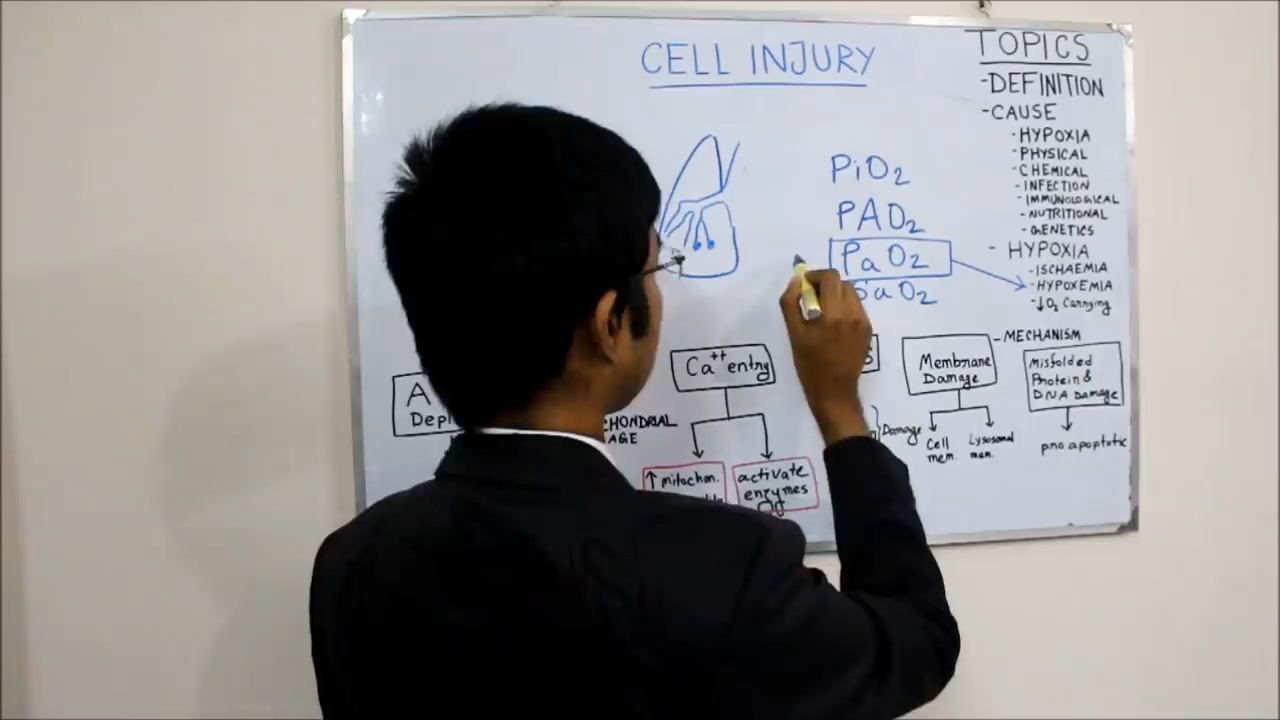 CELL INJURY
TOPICS
-DEFINITION
-CAUSE
-HYPOXIA
-PHYSICAL
-CHEMICAL
-INFECTION
-IMMUNOLOGICAL
-NUTRITIONAL
-GENETICS
- HYPOXIA
-ISCHAEMIA
-HYPOXEMIA
-↓O2 Carrying
PiO2
PAO2
PaO2
SaO2
-MECHANISM
A
Depl
Ca++ entry
↑ mitochon.
activate
enzymes
Damage
Membrane
Damage
Cell
mem.
Lysosomal
mem.
Misfolded
Protein &
DNA Damage
pro apoptotic